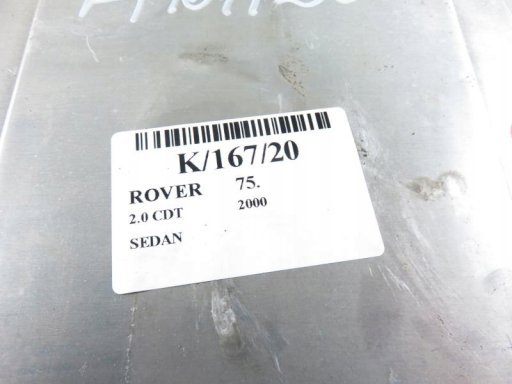 K/167/20
ROVER 75.
2.0 CDT 2000
SEDAN